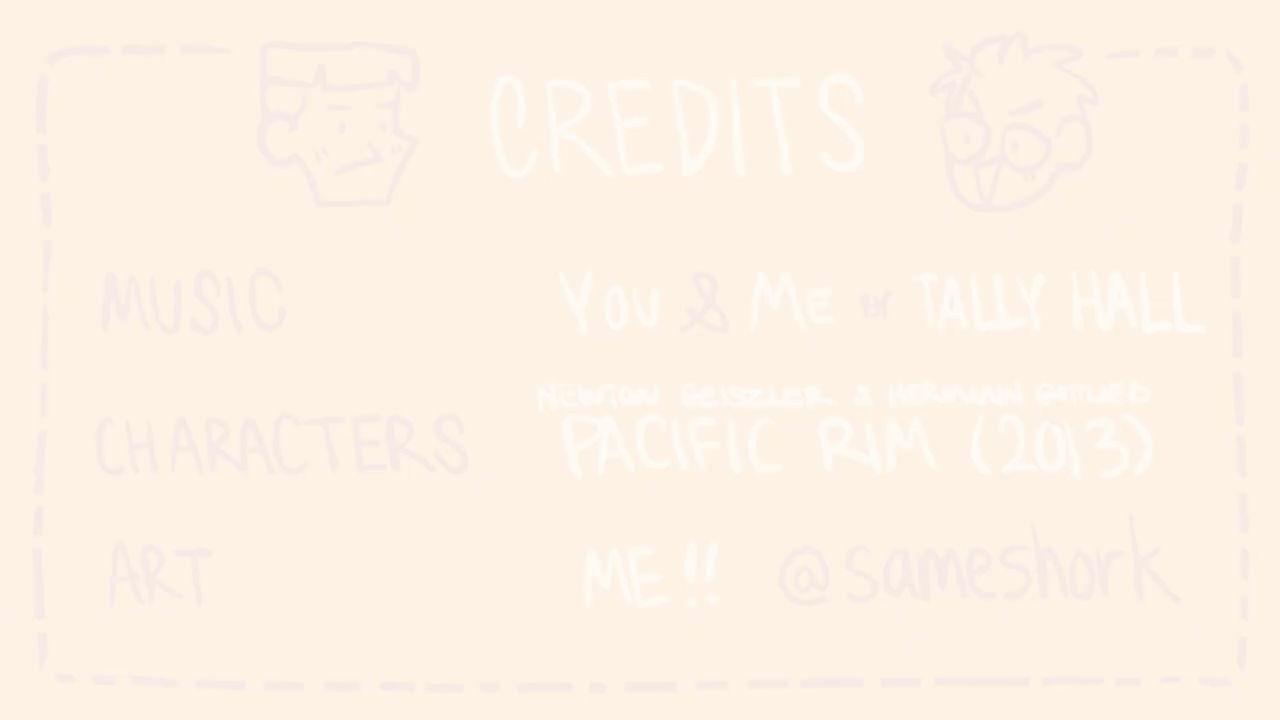 CREDITS
MUSIC YOU & ME BY TALLY HALL
NEWTON GEISZLER & HERMANN GOTTLIEB
CHARACTERS PACIFIC RIM (2013)
ART ME!! @sameshork